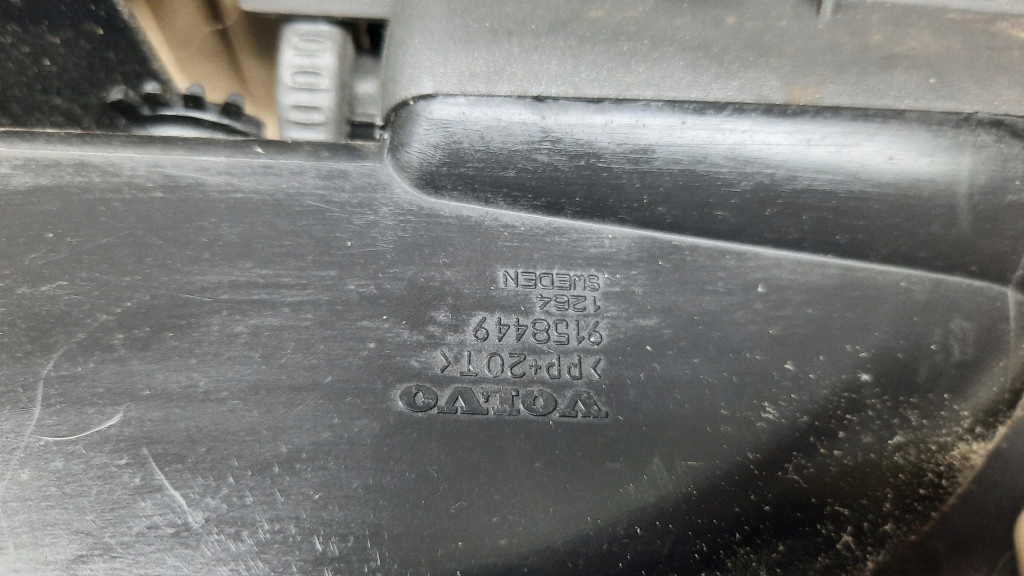 VOLVO
>PP+20T<
9158449
1264
SWEDEN